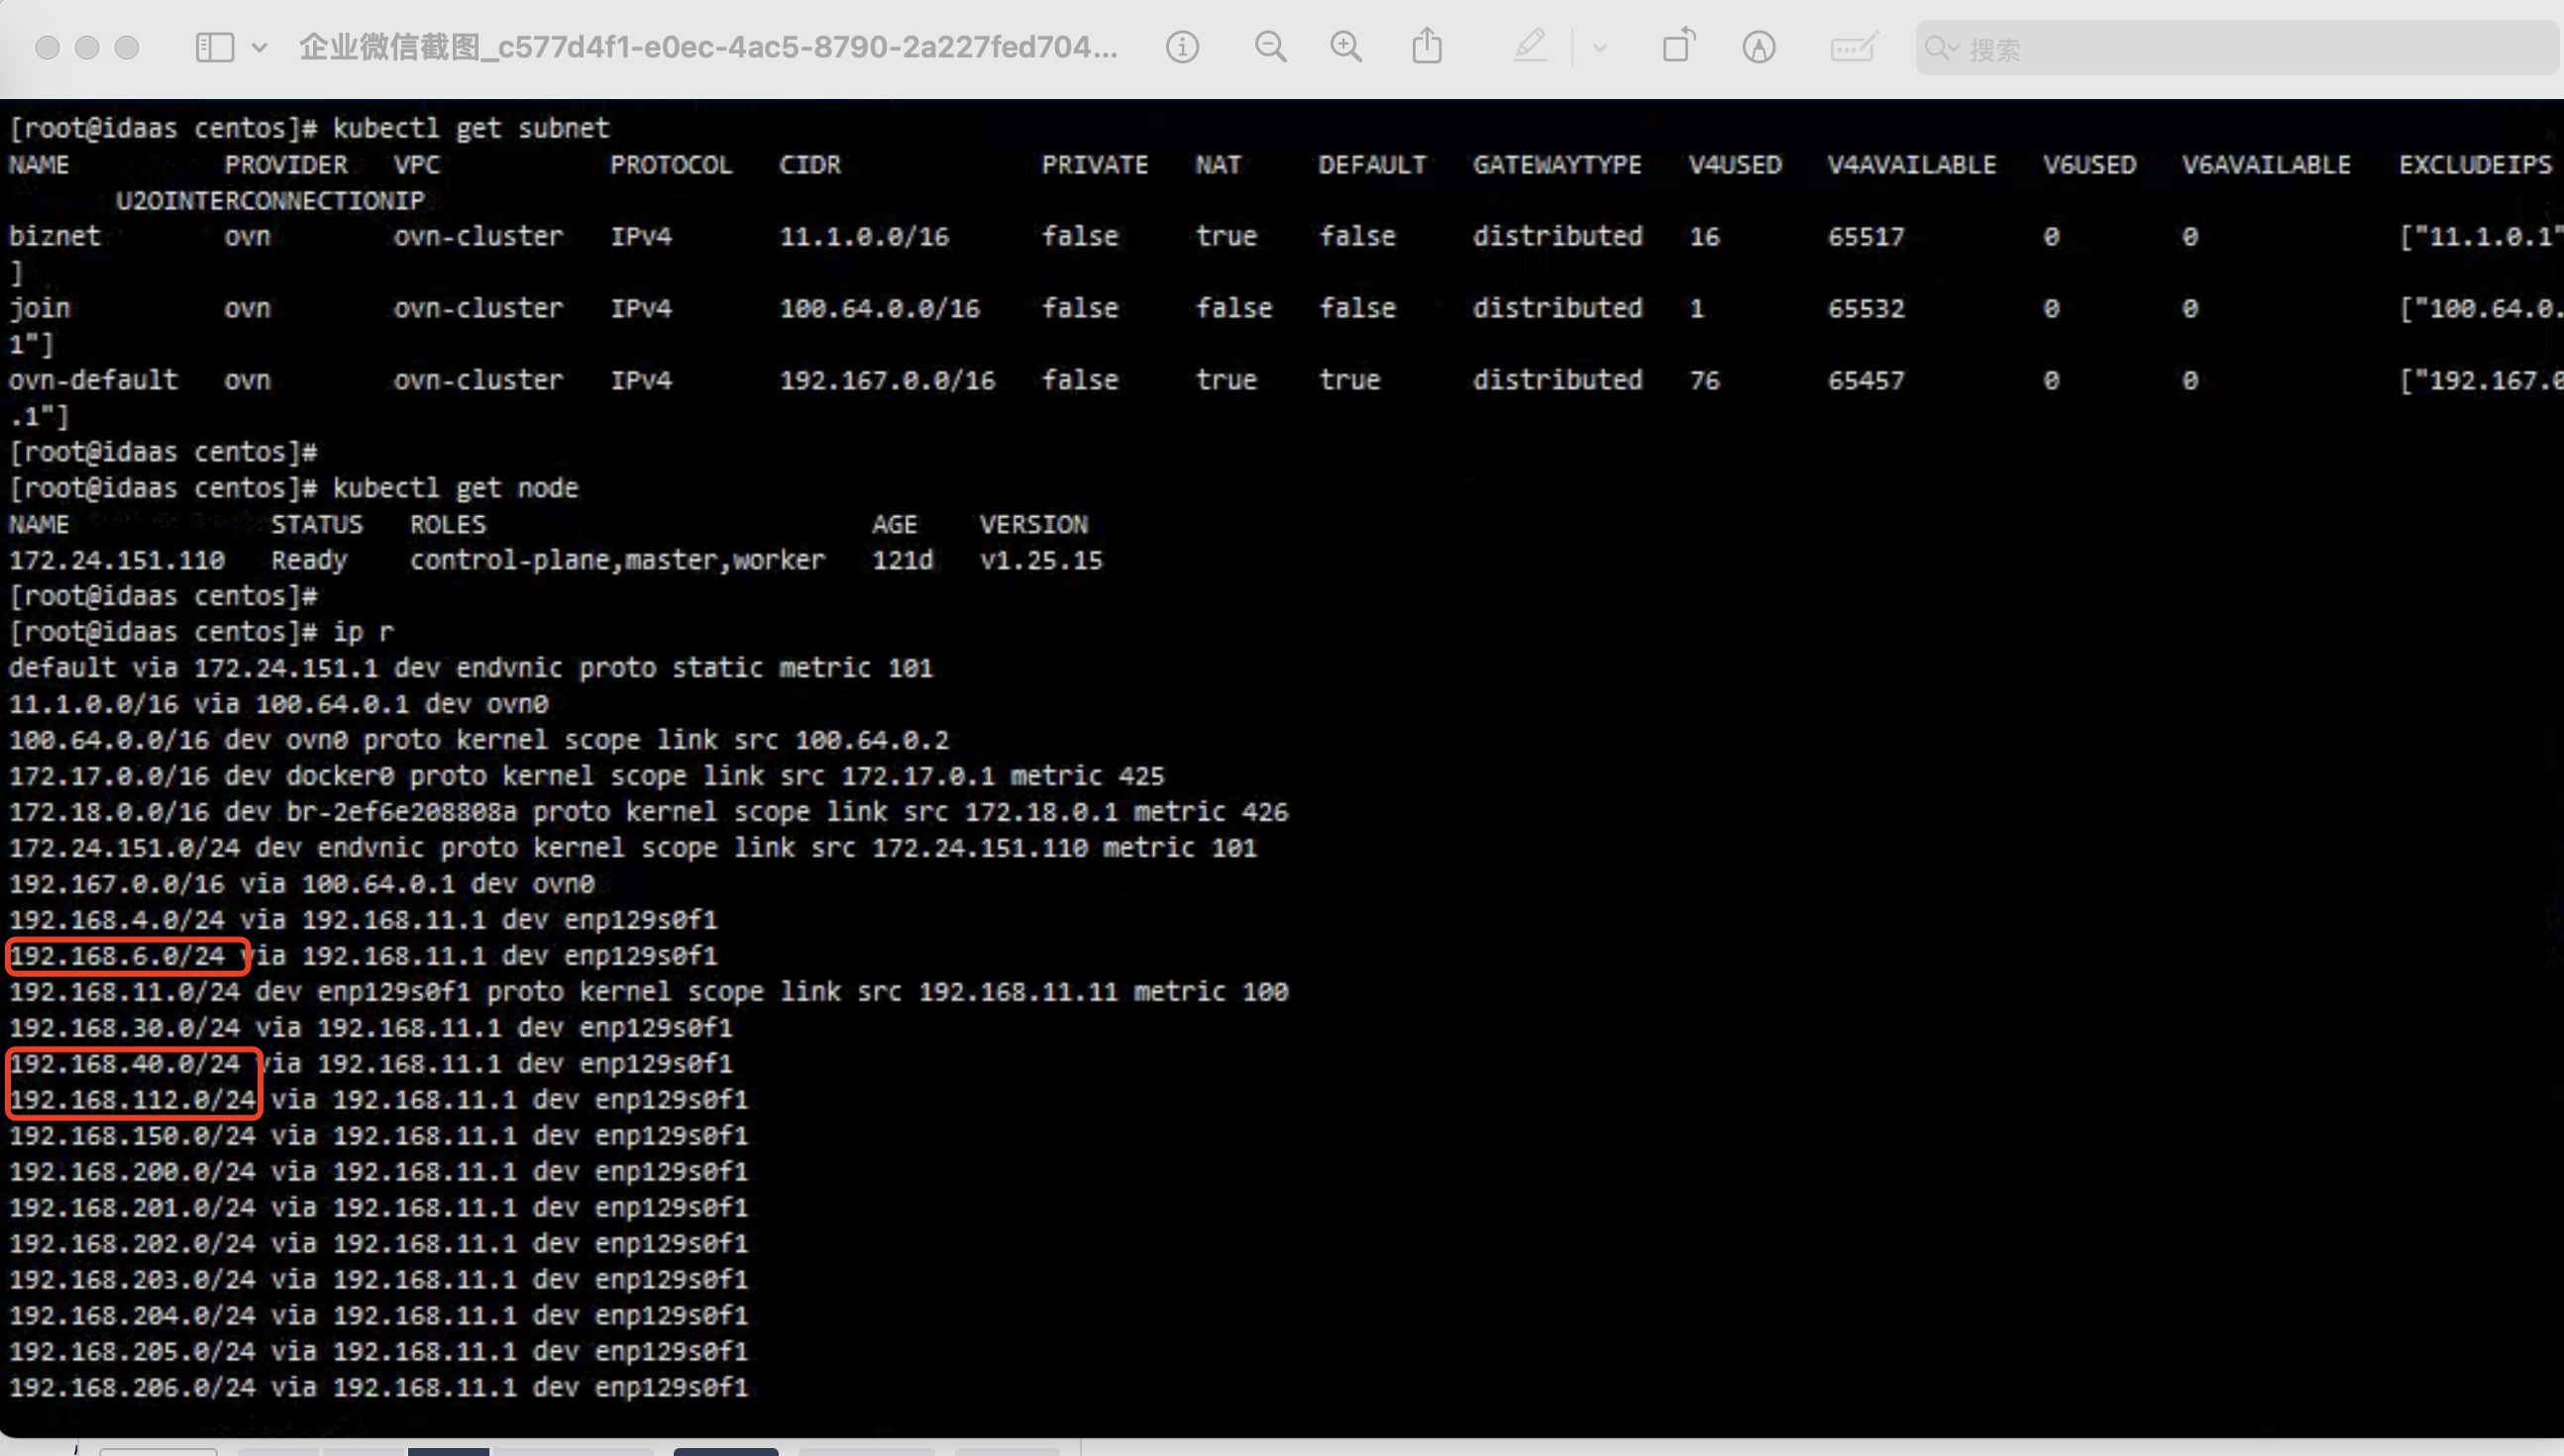 企业微信截图_c577d4f1-e0ec-4ac5-8790-2a227fed704...
搜索
[root@idaas centos]# kubectl get subnet
NAME PROVIDER VPC PROTOCOL CIDR PRIVATE NAT DEFAULT GATEWAYTYPE V4USED V4AVAILABLE V6USED V6AVAILABLE EXCLUDEIPS
U2OINTERCONNECTIONIP
biznet ovn ovn-cluster IPv4 11.1.0.0/16 false true false distributed 16 65517 0 0 ["11.1.0.1"
]
join ovn ovn-cluster IPv4 100.64.0.0/16 false false false distributed 1 65532 0 0 ["100.64.0.
1"]
ovn-default ovn ovn-cluster IPv4 192.167.0.0/16 false true true distributed 76 65457 0 0 ["192.167.0
.1"]
[root@idaas centos]#
[root@idaas centos]# kubectl get node
NAME STATUS ROLES AGE VERSION
172.24.151.110 Ready control-plane,master,worker 121d v1.25.15
[root@idaas centos]#
[root@idaas centos]# ip r
default via 172.24.151.1 dev endvnic proto static metric 101
11.1.0.0/16 via 100.64.0.1 dev ovn0
100.64.0.0/16 dev ovn0 proto kernel scope link src 100.64.0.2
172.17.0.0/16 dev docker0 proto kernel scope link src 172.17.0.1 metric 425
172.18.0.0/16 dev br-2ef6e208808a proto kernel scope link src 172.18.0.1 metric 426
172.24.151.0/24 dev endvnic proto kernel scope link src 172.24.151.110 metric 101
192.167.0.0/16 via 100.64.0.1 dev ovn0
192.168.4.0/24 via 192.168.11.1 dev enp129s0f1
192.168.6.0/24 via 192.168.11.1 dev enp129s0f1
192.168.11.0/24 dev enp129s0f1 proto kernel scope link src 192.168.11.11 metric 100
192.168.30.0/24 via 192.168.11.1 dev enp129s0f1
192.168.40.0/24 via 192.168.11.1 dev enp129s0f1
192.168.112.0/24 via 192.168.11.1 dev enp129s0f1
192.168.150.0/24 via 192.168.11.1 dev enp129s0f1
192.168.200.0/24 via 192.168.11.1 dev enp129s0f1
192.168.201.0/24 via 192.168.11.1 dev enp129s0f1
192.168.202.0/24 via 192.168.11.1 dev enp129s0f1
192.168.203.0/24 via 192.168.11.1 dev enp129s0f1
192.168.204.0/24 via 192.168.11.1 dev enp129s0f1
192.168.205.0/24 via 192.168.11.1 dev enp129s0f1
192.168.206.0/24 via 192.168.11.1 dev enp129s0f1